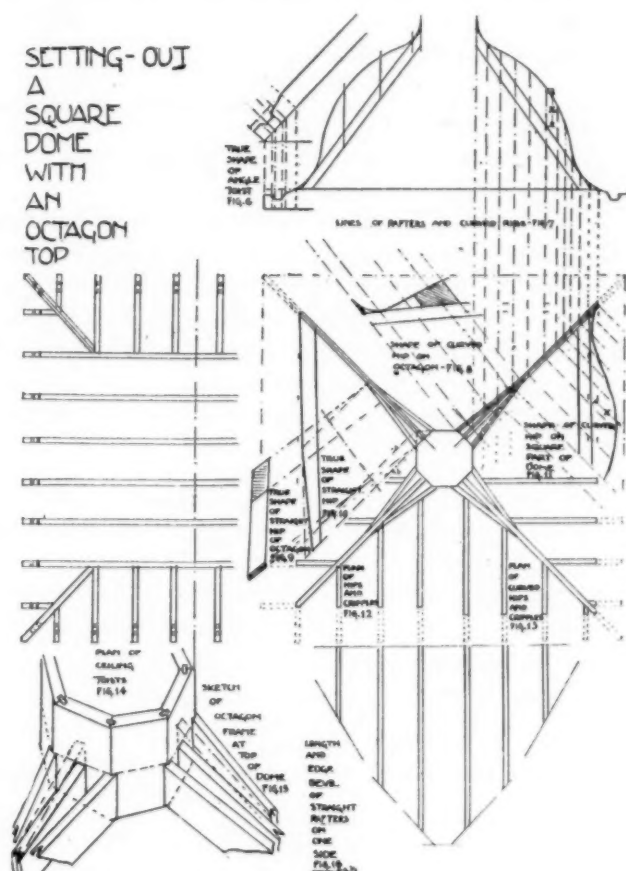 SETTING-OUT
A
SQUARE
DOME
WITH
AN
OCTAGON
TOP
TRUE
SHAPE
OF
ANGLE
JOIST
FIG. 6
LINES OF RAFTERS AND CURVED RIBS-FIG 7
SHAPE OF CURVED
HIP ON
OCTAGON-FIG. 8
SHAPE OF CURVED
HIP ON
SQUARE
PART OF
DOME
FIG. 11
TRUE
SHAPE
OF
STRAIGHT
HIP
FIG. 10
TRUE
SHAPE
OF
STRAIGHT
HIP
OF
OCTAGON
FIG. 9
PLAN
OF
HIPS
AND
CRIPPLES
FIG. 12
PLAN
OF
CURVED
HIPS
AND
CRIPPLES
FIG. 13
PLAN OF
CEILING
JOISTS
FIG. 14
SKETCH
OF
OCTAGON
FRAME
AT
TOP
OF
DOME
FIG. 15
LENGTH
AND
EDGE
BEVEL
OF
STRAIGHT
RAFTERS
ON
ONE
SIDE